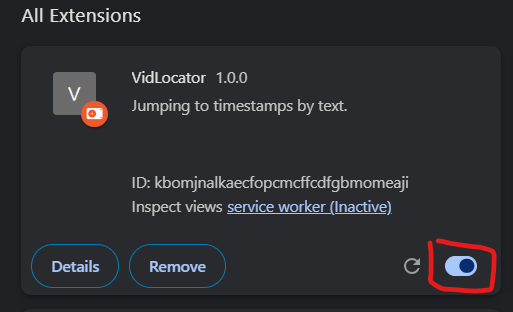 All Extensions
V
VidLocator 1.0.0
Jumping to timestamps by text.
ID: kbomjnalkaecfopcmcffcdfgbmomeaji
Inspect views service worker (Inactive)
Details Remove